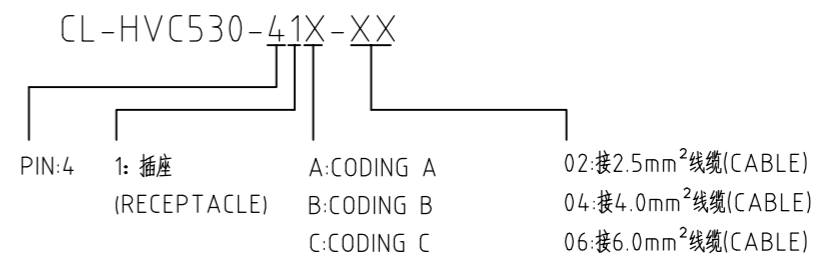 CL-HVC530-41X-XX
PIN:4 1: 插座 A:CODING A 02:接2.5mm²线缆(CABLE)
(RECEPTACLE) B:CODING B 04:接4.0mm²线缆(CABLE)
C:CODING C 06:接6.0mm²线缆(CABLE)